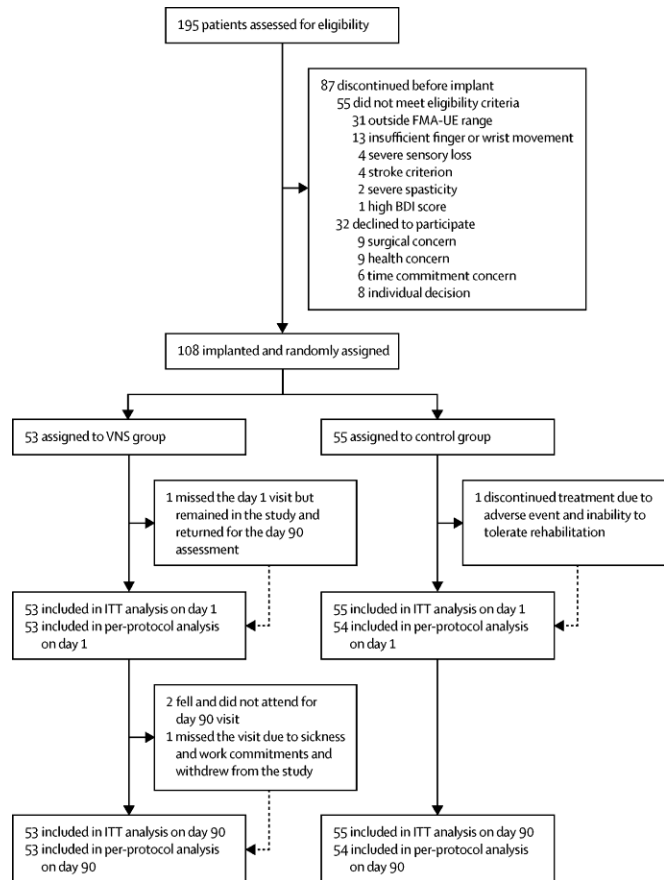 195 patients assessed for eligibility
87 discontinued before implant
55 did not meet eligibility criteria
31 outside FMA-UE range
13 insufficient finger or wrist movement
4 severe sensory loss
4 stroke criterion
2 severe spasticity
1 high BDI score
32 declined to participate
9 surgical concern
9 health concern
6 time commitment concern
8 individual decision
108 implanted and randomly assigned
53 assigned to VNS group
55 assigned to control group
1 missed the day 1 visit but
remained in the study and
returned for the day 90
assessment
1 discontinued treatment due to
adverse event and inability to
tolerate rehabilitation
53 included in ITT analysis on day 1
53 included in per-protocol analysis
on day 1
55 included in ITT analysis on day 1
54 included in per-protocol analysis
on day 1
2 fell and did not attend for
day 90 visit
1 missed the visit due to sickness
and work commitments and
withdrew from the study
53 included in ITT analysis on day 90
53 included in per-protocol analysis
on day 90
55 included in ITT analysis on day 90
54 included in per-protocol analysis
on day 90